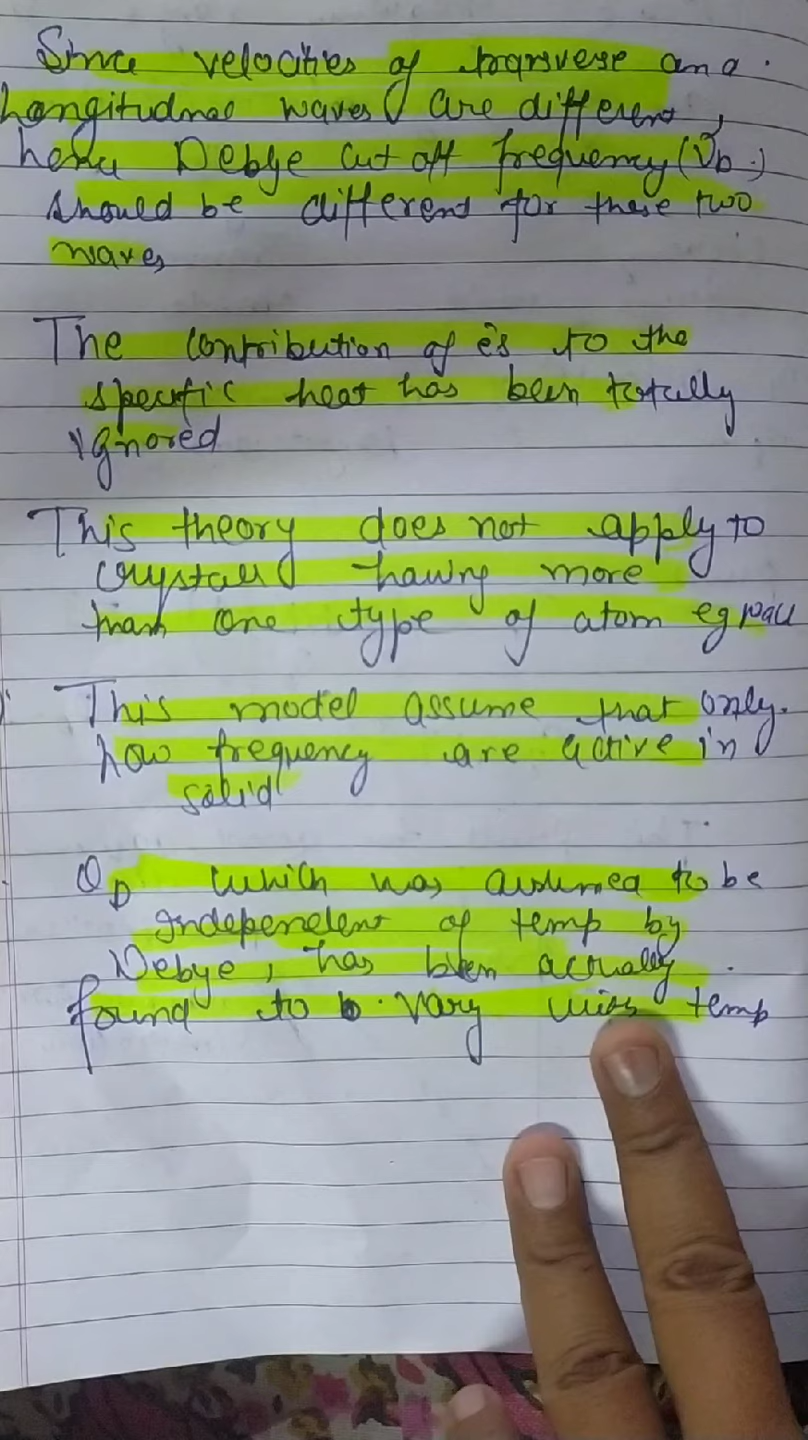 Since velocities of transverse and
Longitudnal waves are different,
hence Debye cut off frequency (νD)
should be different for these two
waves
The contribution of e's to the
specific heat has been totally
ignored
This theory does not apply to
crystals having more
than one type of atom eg NaCl
This model assume that only
Low frequency are active in
solid
θD which was assumed to be
independent of temp by
Debye, has been actually
found to b vary with temp